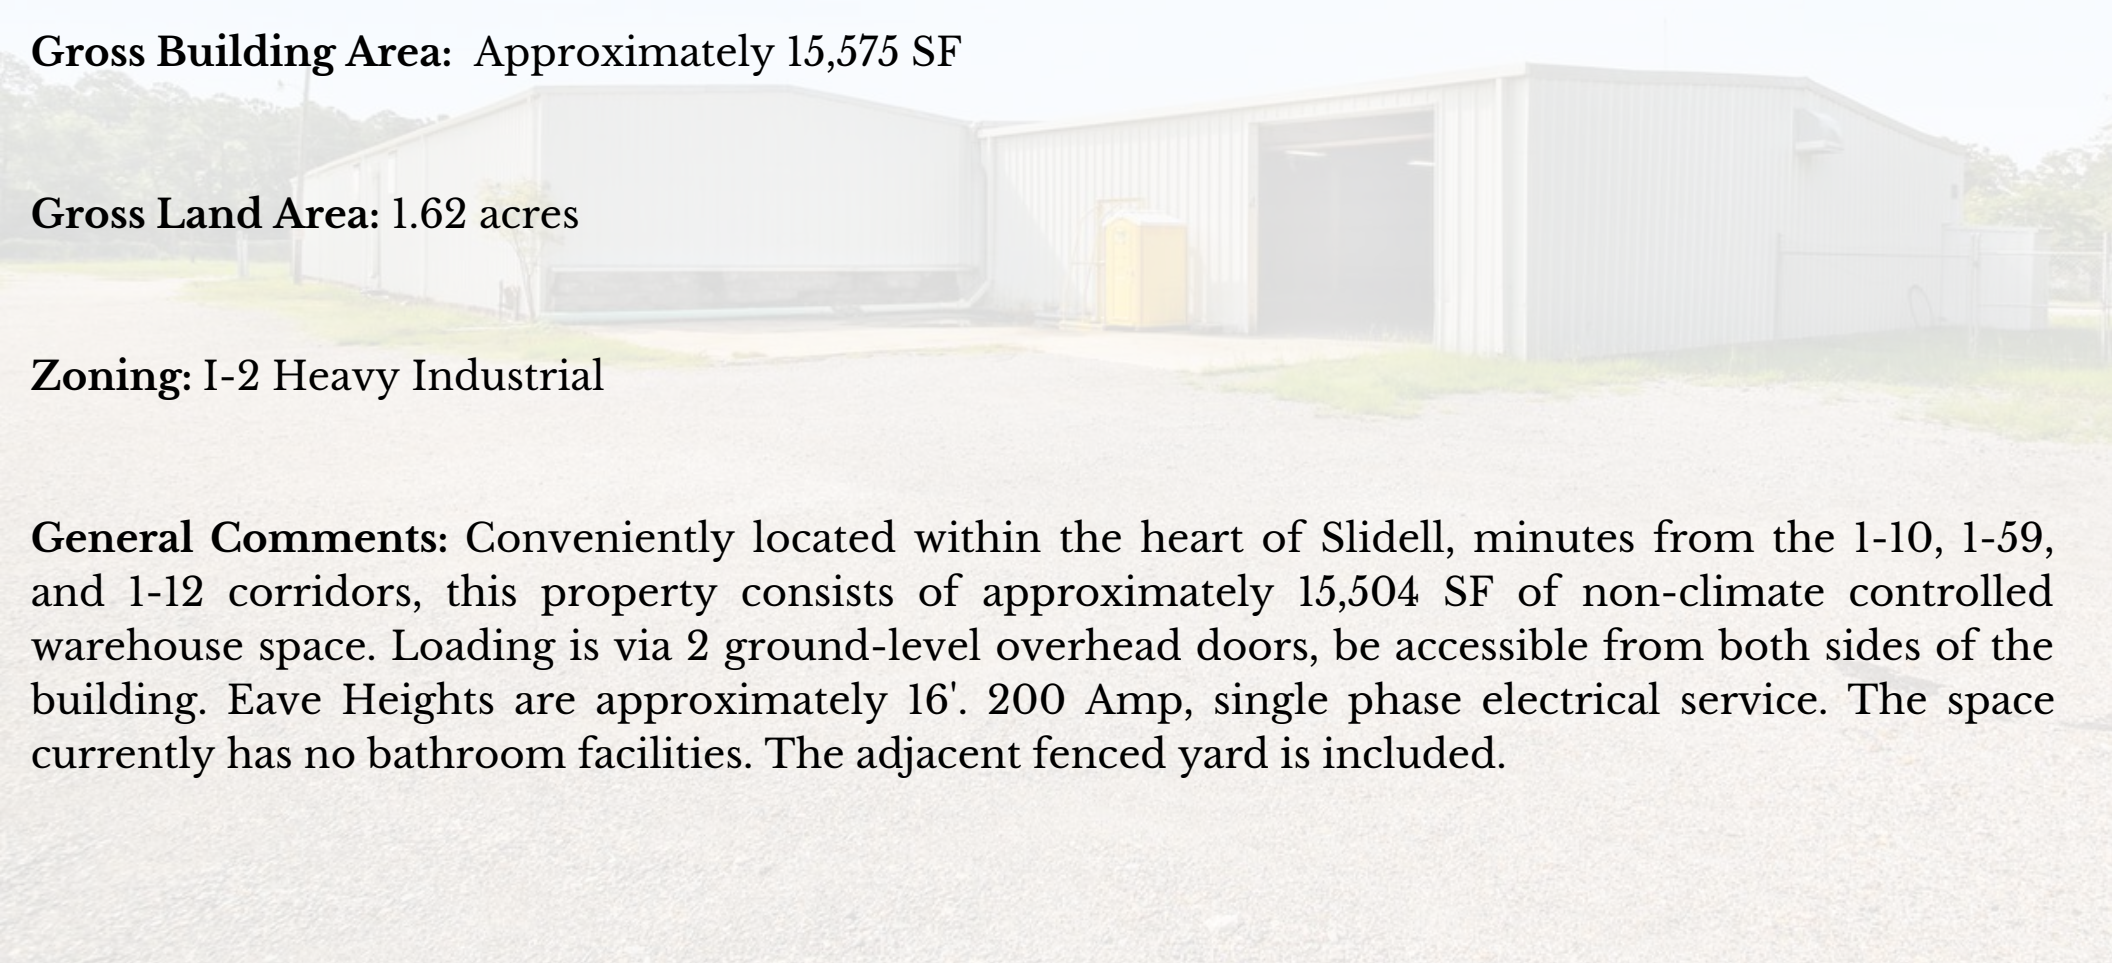 Gross Building Area: Approximately 15,575 SF
Gross Land Area: 1.62 acres
Zoning: I-2 Heavy Industrial
General Comments: Conveniently located within the heart of Slidell, minutes from the 1-10, 1-59,
and 1-12 corridors, this property consists of approximately 15,504 SF of non-climate controlled
warehouse space. Loading is via 2 ground-level overhead doors, be accessible from both sides of the
building. Eave Heights are approximately 16'. 200 Amp, single phase electrical service. The space
currently has no bathroom facilities. The adjacent fenced yard is included.